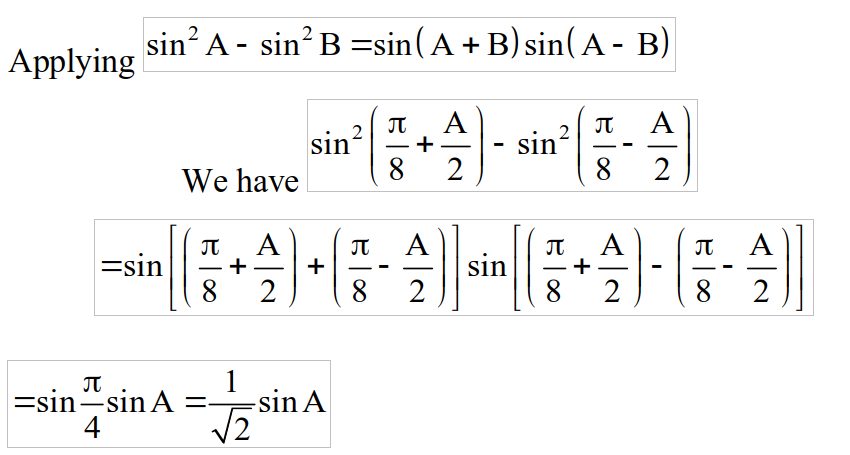 Applying sin² A - sin² B =sin( A + B) sin( A - B)
We have sin² (π/8 + A/2) - sin² (π/8 - A/2)
=sin [(π/8 + A/2) + (π/8 - A/2)] sin [(π/8 + A/2) - (π/8 - A/2)]
=sin π/4 sin A = 1/√2 sin A